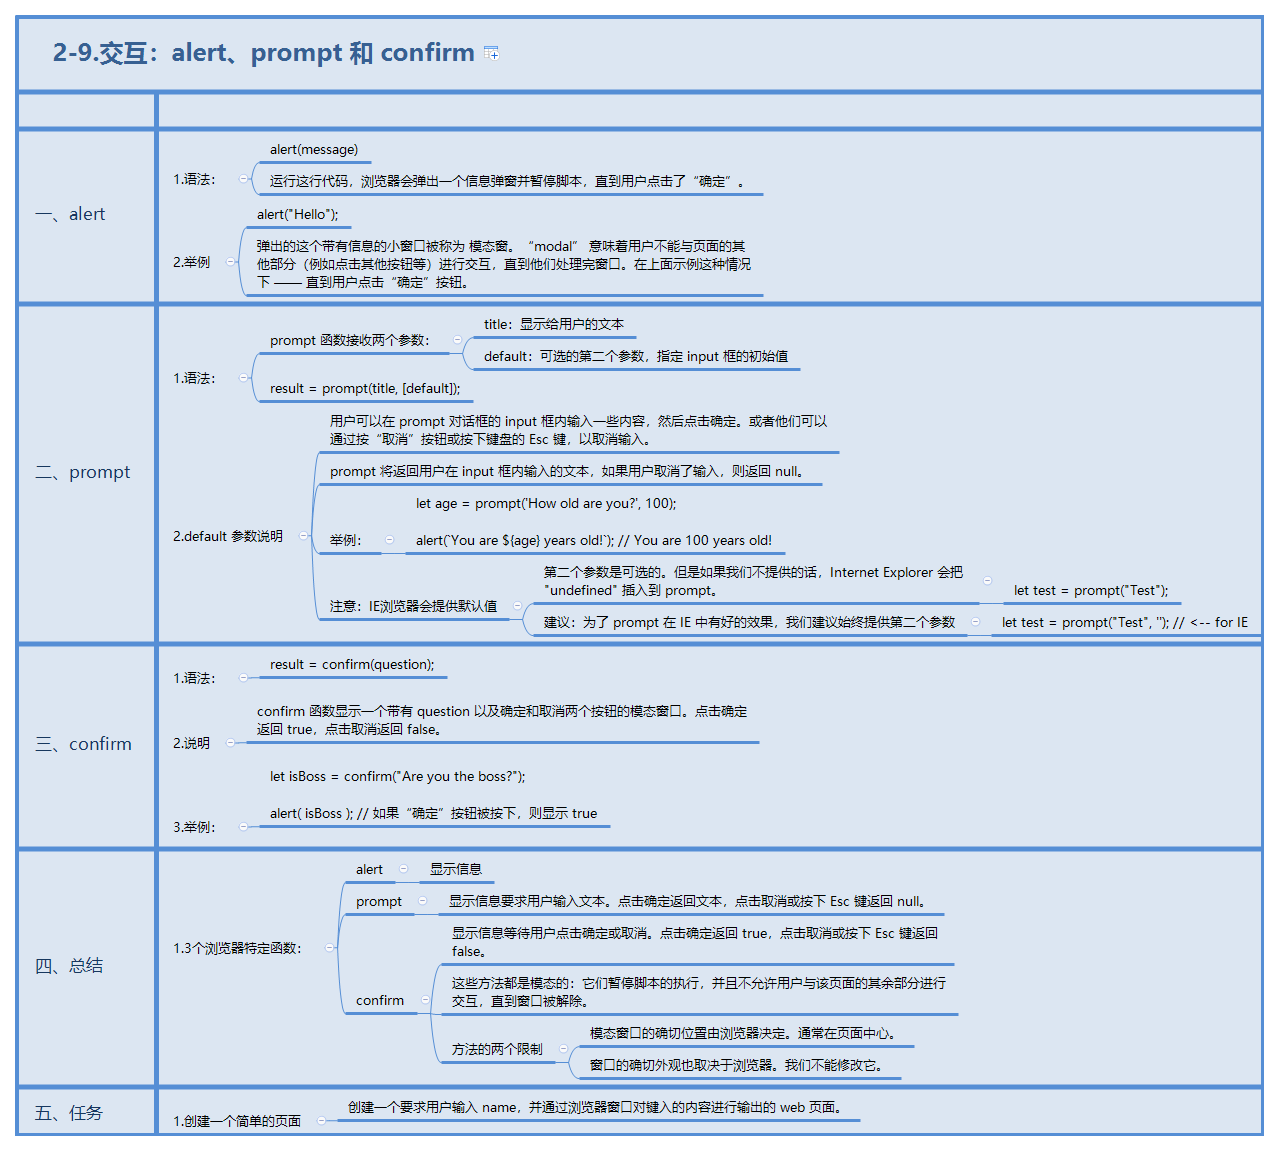 2-9.交互：alert、prompt 和 confirm
一、alert
1.语法：
alert(message)
运行这行代码，浏览器会弹出一个信息弹窗并暂停脚本，直到用户点击了“确定”。
2.举例
alert("Hello");
弹出的这个带有信息的小窗口被称为 模态窗。“modal” 意味着用户不能与页面的其
他部分（例如点击其他按钮等）进行交互，直到他们处理完窗口。在上面示例这种情况
下 —— 直到用户点击“确定”按钮。
二、prompt
1.语法：
prompt 函数接收两个参数：
title：显示给用户的文本
default：可选的第二个参数，指定 input 框的初始值
result = prompt(title, [default]);
2.default 参数说明
用户可以在 prompt 对话框的 input 框内输入一些内容，然后点击确定。或者他们可以
通过按“取消”按钮或按下键盘的 Esc 键，以取消输入。
prompt 将返回用户在 input 框内输入的文本，如果用户取消了输入，则返回 null。
举例：
let age = prompt('How old are you?', 100);
alert(`You are ${age} years old!`); // You are 100 years old!
注意：IE浏览器会提供默认值
第二个参数是可选的。但是如果我们不提供的话，Internet Explorer 会把
"undefined" 插入到 prompt。
let test = prompt("Test");
建议：为了 prompt 在 IE 中有好的效果，我们建议始终提供第二个参数
let test = prompt("Test", ''); // <-- for IE
三、confirm
1.语法：
result = confirm(question);
2.说明
confirm 函数显示一个带有 question 以及确定和取消两个按钮的模态窗口。点击确定
返回 true，点击取消返回 false。
3.举例：
let isBoss = confirm("Are you the boss?");
alert( isBoss ); // 如果“确定”按钮被按下，则显示 true
四、总结
1.3个浏览器特定函数：
alert
显示信息
prompt
显示信息要求用户输入文本。点击确定返回文本，点击取消或按下 Esc 键返回 null。
confirm
显示信息等待用户点击确定或取消。点击确定返回 true，点击取消或按下 Esc 键返回
false。
这些方法都是模态的：它们暂停脚本的执行，并且不允许用户与该页面的其余部分进行
交互，直到窗口被解除。
方法的两个限制
模态窗口的确切位置由浏览器决定。通常在页面中心。
窗口的确切外观也取决于浏览器。我们不能修改它。
五、任务
1.创建一个简单的页面
创建一个要求用户输入 name，并通过浏览器窗口对键入的内容进行输出的 web 页面。